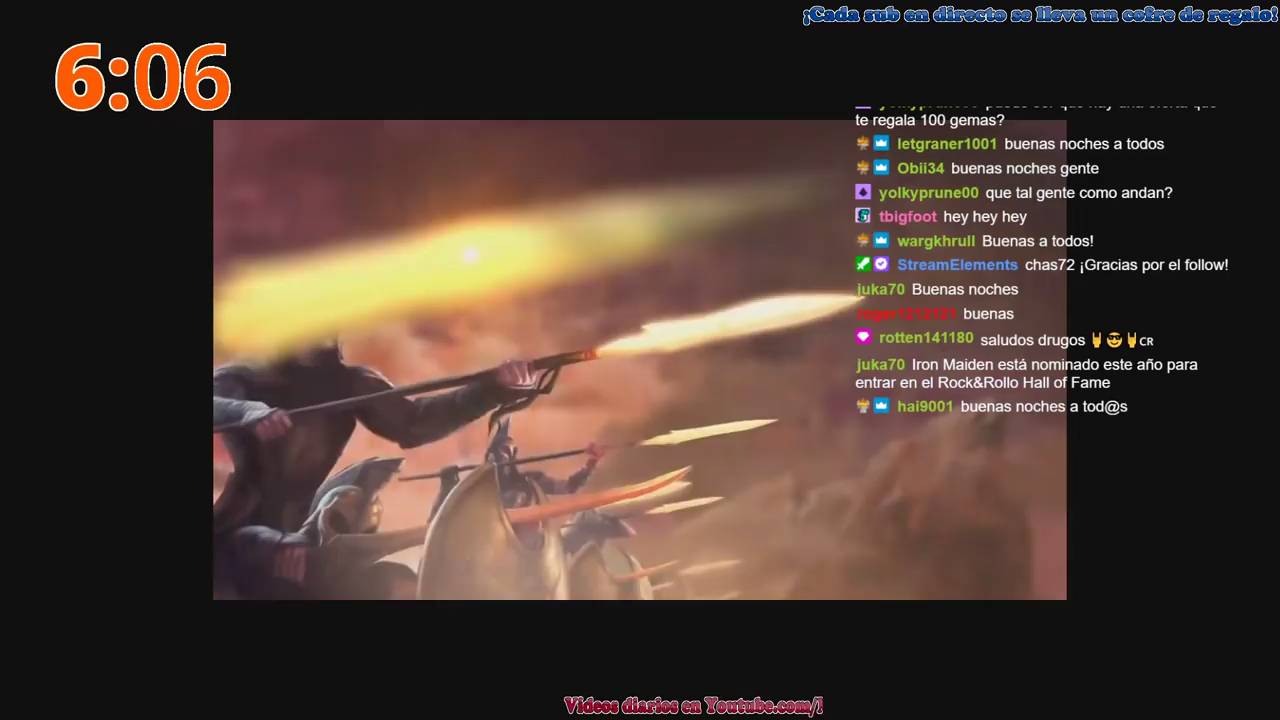 ¡Cada sub en directo se lleva un cofre de regalo!
6:06
te regala 100 gemas?
letgraner1001 buenas noches a todos
Obii34 buenas noches gente
yolkyprune00 que tal gente como andan?
tbigfoot hey hey hey
wargkhrull Buenas a todos!
StreamElements chas72 ¡Gracias por el follow!
juka70 Buenas noches
roger1212121 buenas
rotten141180 saludos drugos 🤘😎🤘CR
juka70 Iron Maiden está nominado este año para
entrar en el Rock&Rollo Hall of Fame
hai9001 buenas noches a tod@s
Videos diarios en Youtube.com/!